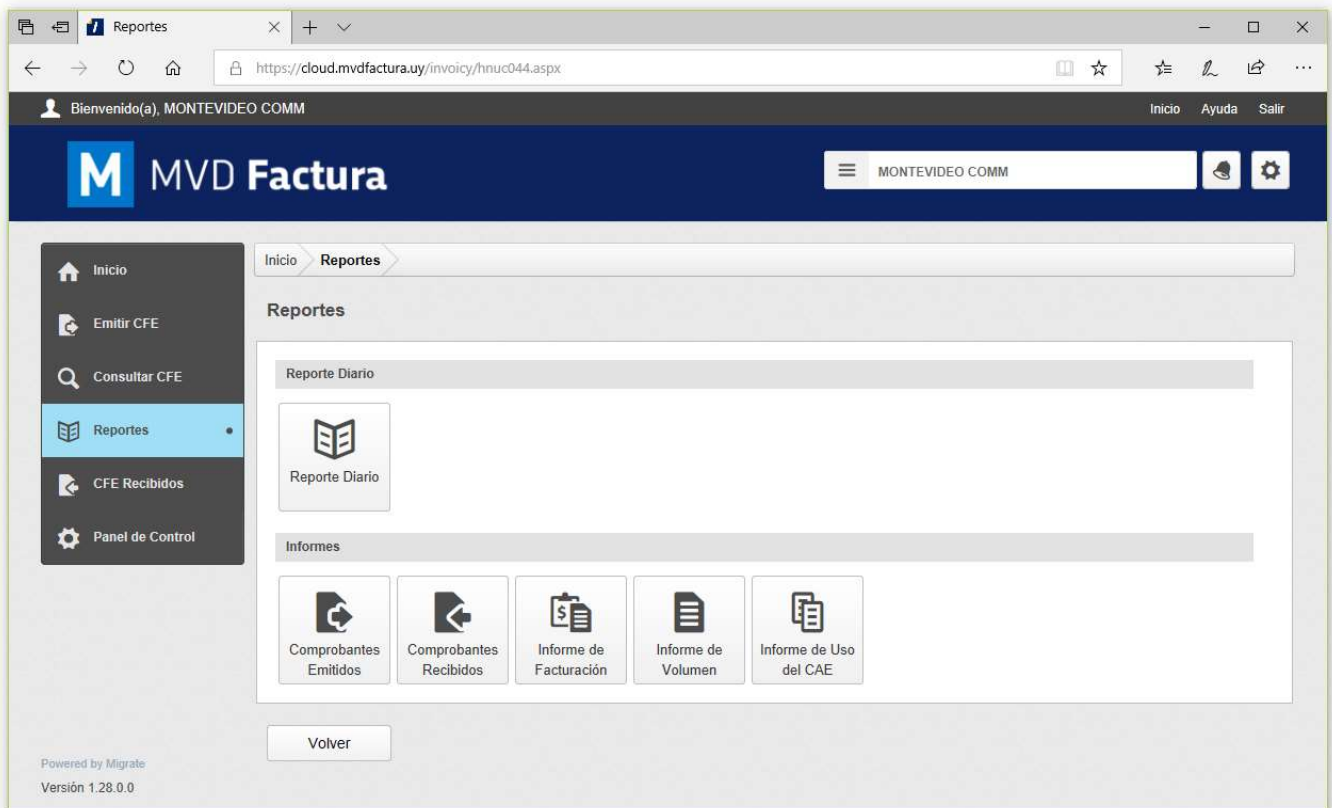 Reportes
https://cloud.mvdfactura.uy/invoicy/hnuc044.aspx
Bienvenido(a), MONTEVIDEO COMM
Inicio Ayuda Salir
M MVD Factura
MONTEVIDEO COMM
Inicio
Emitir CFE
Consultar CFE
Reportes
CFE Recibidos
Panel de Control
Inicio Reportes
Reportes
Reporte Diario
Reporte Diario
Informes
Comprobantes
Emitidos
Comprobantes
Recibidos
Informe de
Facturación
Informe de
Volumen
Informe de Uso
del CAE
Volver
Powered by Migrate
Versión 1.28.0.0